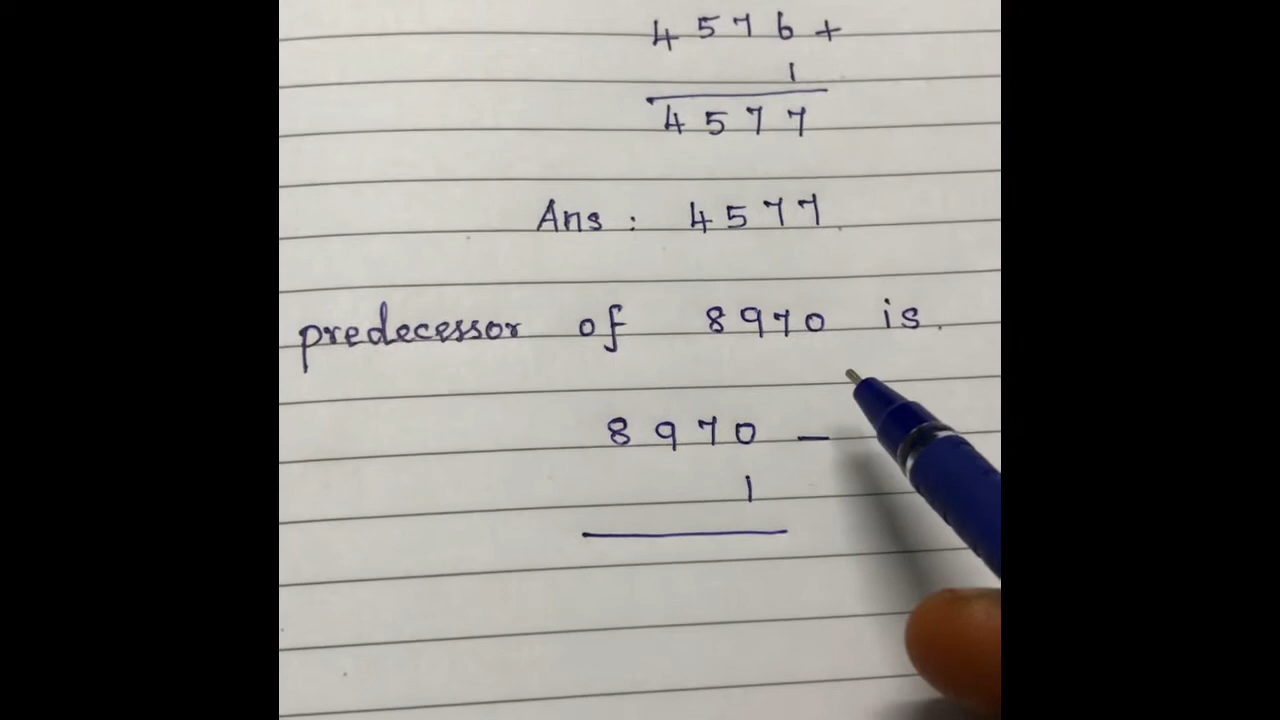 4576+
1
4577
Ans: 4577
predecessor of 8970 is.
8970 -
1